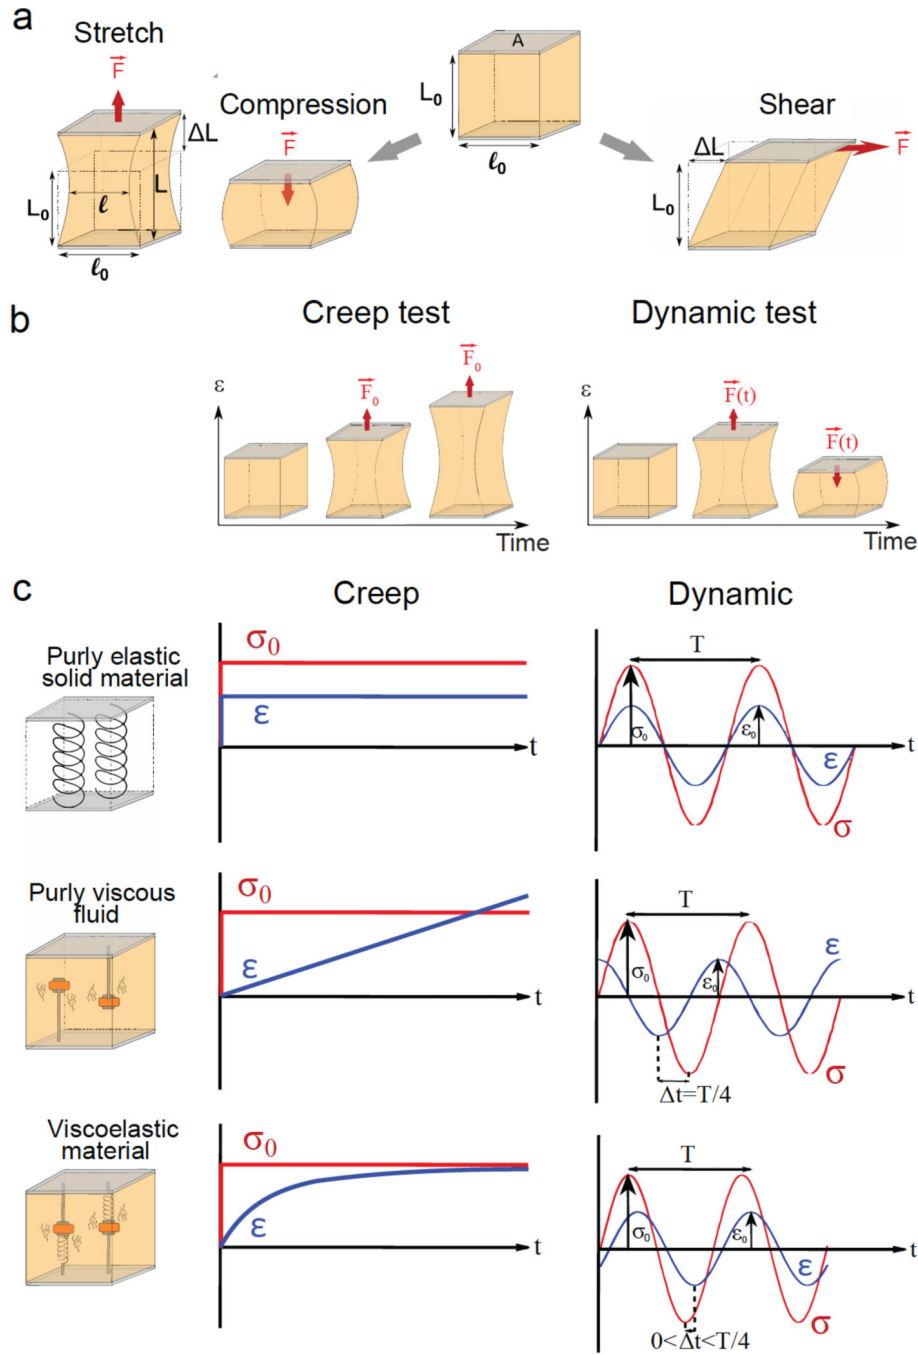 a
Stretch
F
ΔL
L
L₀
ℓ
ℓ₀
Compression
F
A
L₀
ℓ₀
Shear
ΔL
F
L₀
b
Creep test
ε
F₀
F₀
Time
Dynamic test
ε
F(t)
F(t)
Time
c
Creep
Dynamic
Purly elastic
solid material
σ₀
ε
t
T
σ₀
ε₀
ε
σ
t
Purly viscous
fluid
σ₀
ε
t
T
σ₀
ε₀
ε
σ
t
Δt=T/4
Viscoelastic
material
σ₀
ε
t
T
σ₀
ε₀
ε
σ
t
0<Δt<T/4